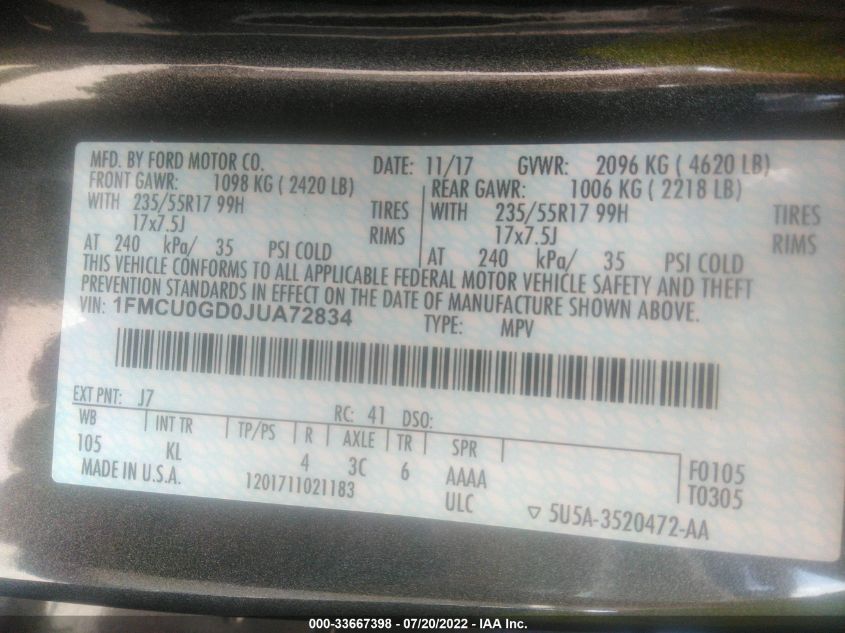 MFD. BY FORD MOTOR CO. DATE: 11/17 GVWR: 2096 KG ( 4620 LB)
FRONT GAWR: 1098 KG ( 2420 LB) REAR GAWR: 1006 KG ( 2218 LB)
WITH 235/55R17 99H TIRES WITH 235/55R17 99H TIRES
17x7.5J RIMS 17x7.5J RIMS
AT 240 kPa/ 35 PSI COLD AT 240 kPa/ 35 PSI COLD
THIS VEHICLE CONFORMS TO ALL APPLICABLE FEDERAL MOTOR VEHICLE SAFETY AND THEFT
PREVENTION STANDARDS IN EFFECT ON THE DATE OF MANUFACTURE SHOWN ABOVE.
VIN: 1FMCU0GD0JUA72834 TYPE: MPV
EXT PNT: J7 RC: 41 DSO:
WB INT TR TP/PS R AXLE TR SPR
105 KL 4 3C 6 AAAA F0105
MADE IN U.S.A. 1201711021183 ULC T0305
5U5A-3520472-AA
000-33667398 - 07/20/2022 - IAA Inc.